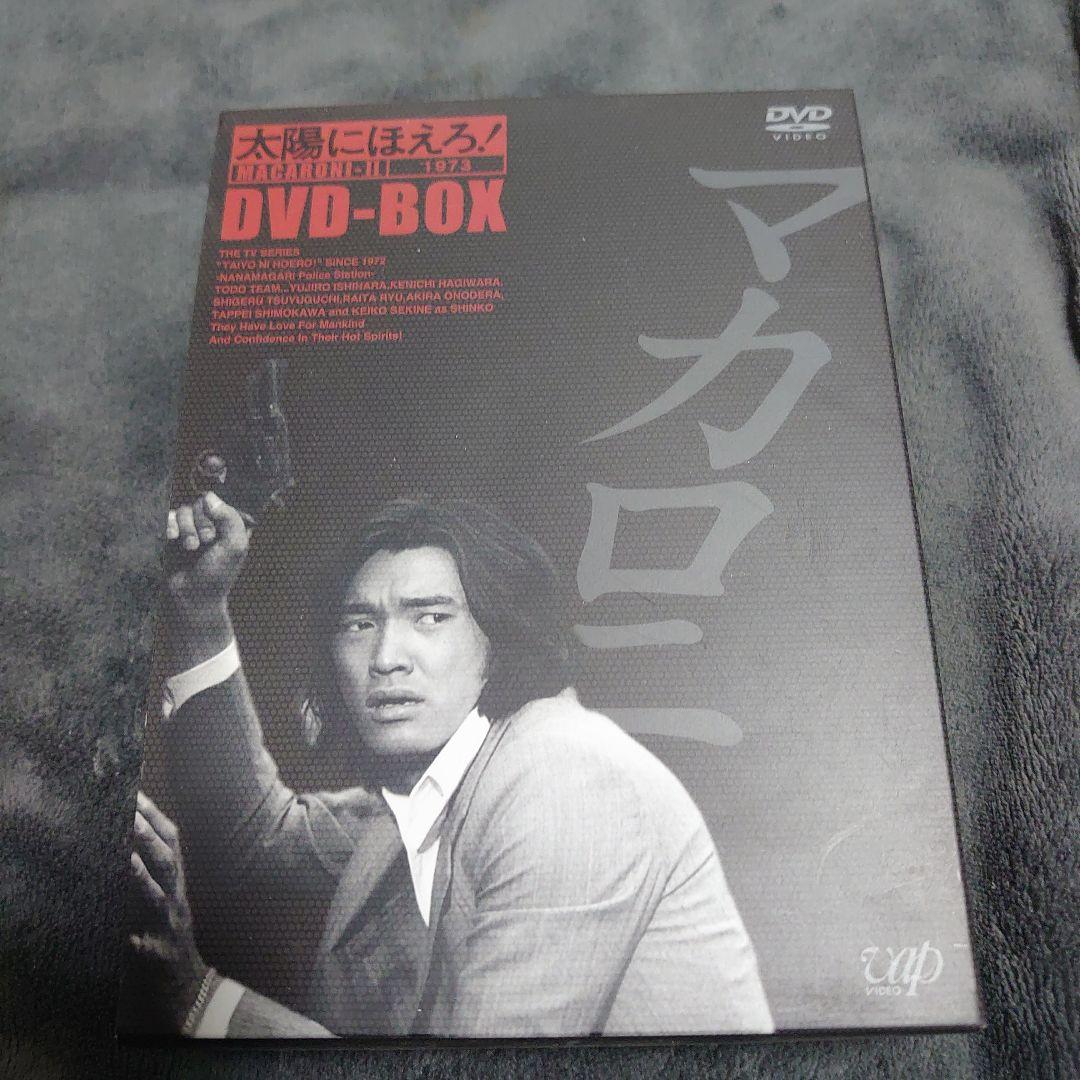 太陽にほえろ!
MACARONI-II 1973
DVD-BOX
THE TV SERIES
"TAIYO NI HOERO!" SINCE 1972
-NANAMAGARI Police Station-
TODO TEAM...YUJIRO ISHIHARA,KENICHI HAGIWARA,
SHIGERU TSUYUGUCHI,RAITA RYU,AKIRA ONODERA,
TAPPEI SHIMOKAWA and KEIKO SEKINE as SHINKO
They Have Love For Mankind
And Confidence In Their Hot Spirits!
DVD
VIDEO
マカロニ
vap
VIDEO